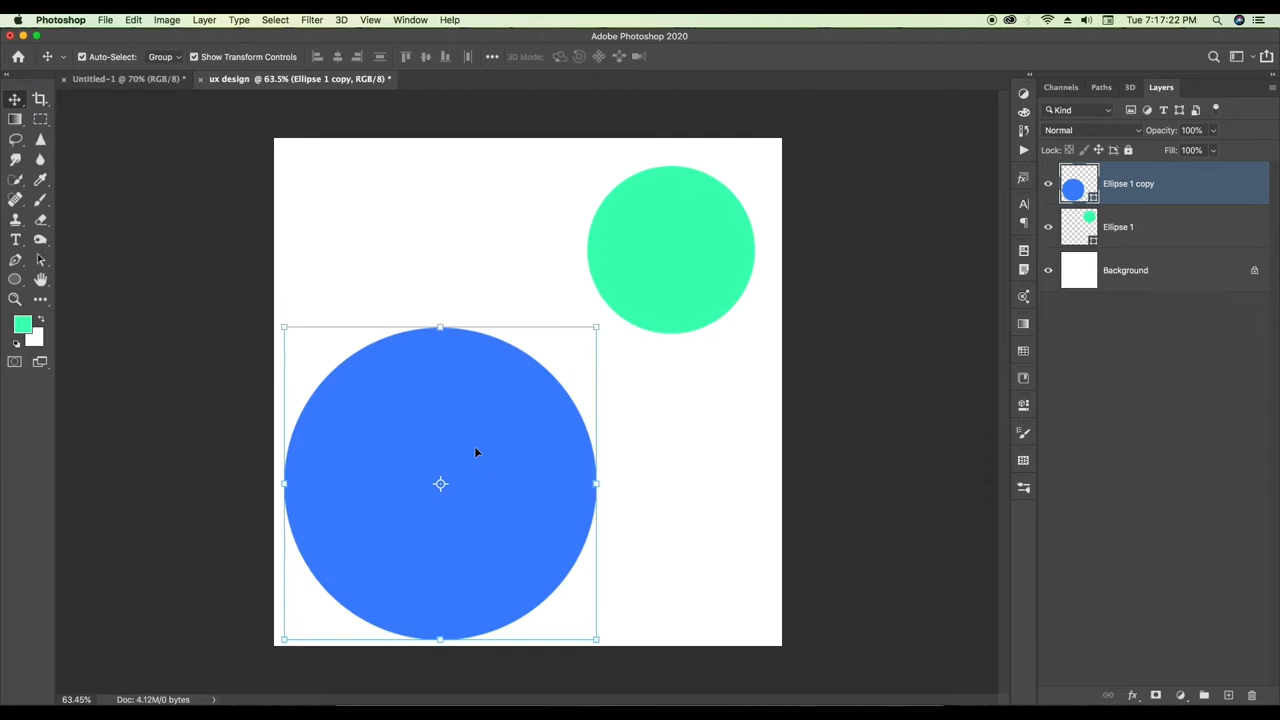 Photoshop File Edit Image Layer Type Select Filter 3D View Window Help Tue 7:17:22 PM
Adobe Photoshop 2020
Auto-Select: Group Show Transform Controls 3D Mode:
Untitled-1 @ 70% (RGB/8) * ux design @ 63.5% (Ellipse 1 copy, RGB/8) *
Channels Paths 3D Layers
Kind
Normal Opacity: 100%
Lock: Fill: 100%
Ellipse 1 copy
Ellipse 1
Background
63.45% Doc: 4.12M/0 bytes